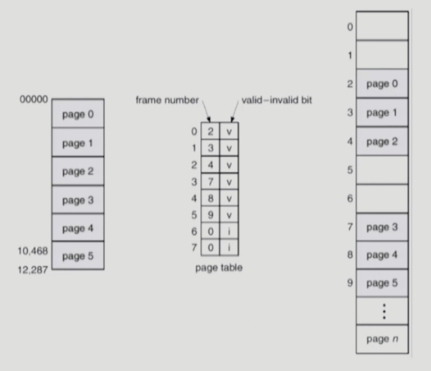 00000
page 0
page 1
page 2
page 3
page 4
10,468
page 5
12,287
frame number
valid–invalid bit
0 2 v
1 3 v
2 4 v
3 7 v
4 8 v
5 9 v
6 0 i
7 0 i
page table
0
1
2 page 0
3 page 1
4 page 2
5
6
7 page 3
8 page 4
9 page 5
⋮
page n